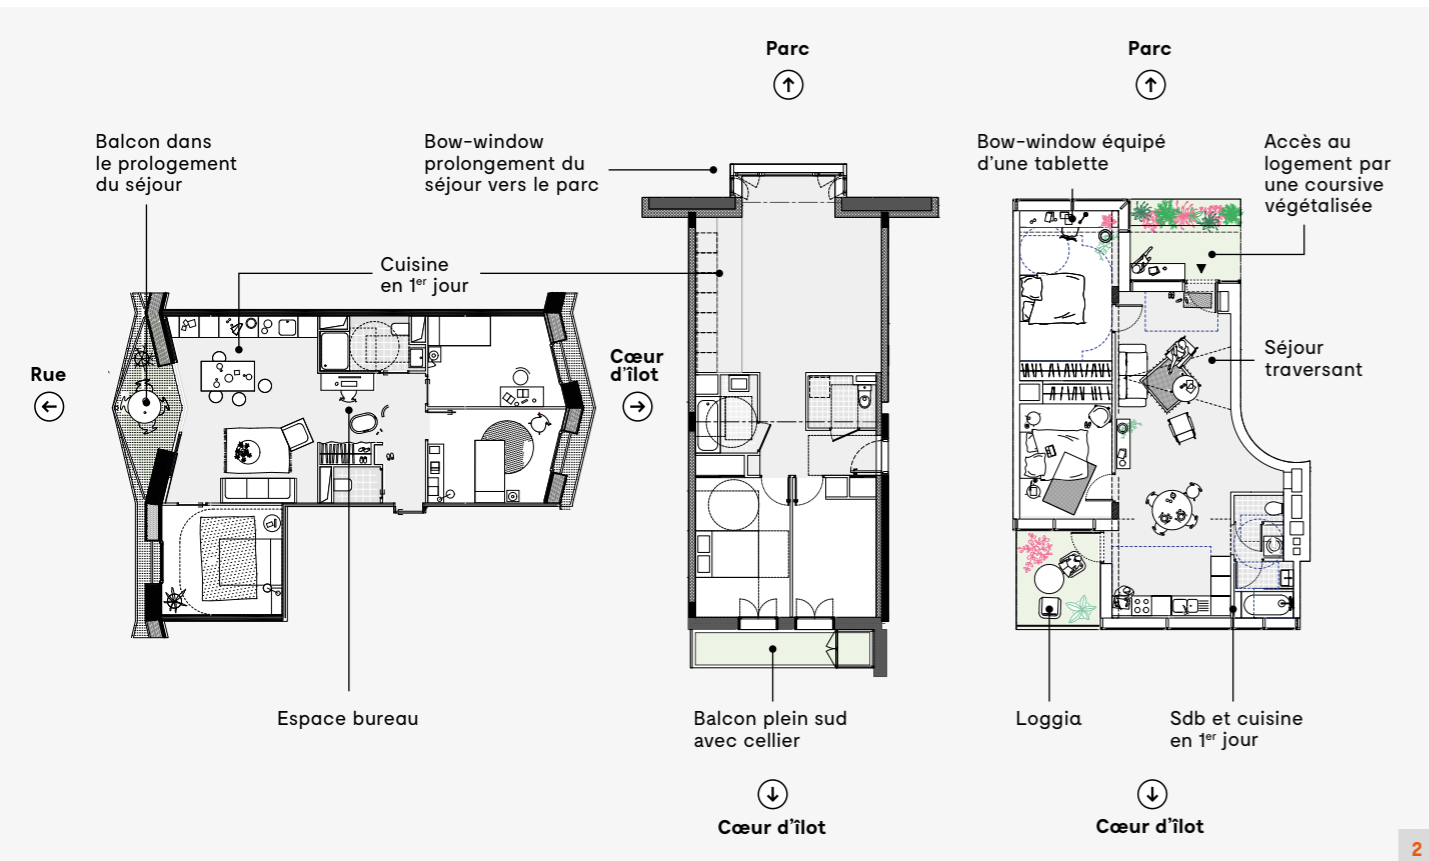 Parc
Parc
Balcon dans
le prologement
du séjour
Bow-window
prolongement du
séjour vers le parc
Bow-window équipé
d'une tablette
Accès au
logement par
une coursive
végétalisée
Cuisine
en 1er jour
Rue
Cœur
d'îlot
Séjour
traversant
Espace bureau
Balcon plein sud
avec cellier
Loggia
Sdb et cuisine
en 1er jour
Cœur d'îlot
Cœur d'îlot
2